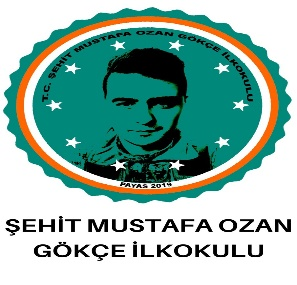 T.C. ŞEHİT MUSTAFA OZAN GÖKÇE İLKOKULU
PAYAS 2019
ŞEHİT MUSTAFA OZAN
GÖKÇE İLKOKULU